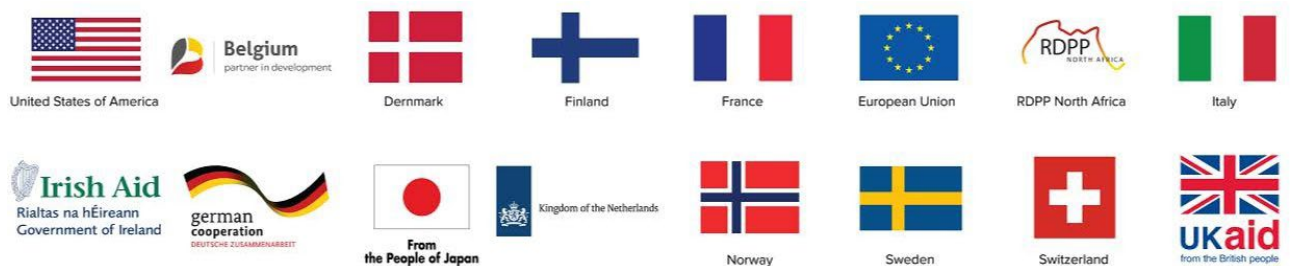 Belgium
partner in development
RDPP
NORTH AFRICA
United States of America
Dernmark
Finland
France
European Union
RDPP North Africa
Italy
Irish Aid
Rialtas na hÉireann
Government of Ireland
german
cooperation
DEUTSCHE ZUSAMMENARBEIT
From
the People of Japan
Kingdom of the Netherlands
Norway
Sweden
Switzerland
UKaid
from the British people